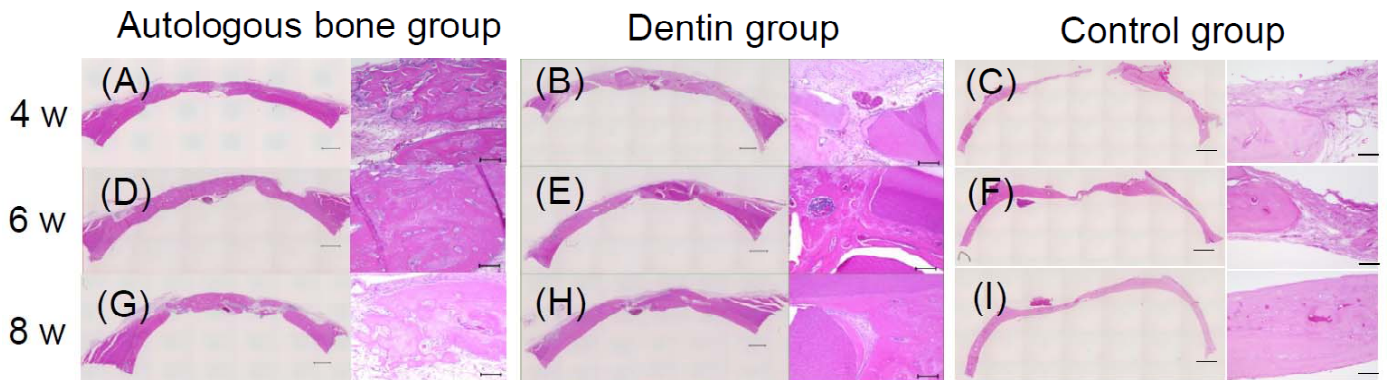 Autologous bone group Dentin group Control group
4 w (A) (B) (C)
6 w (D) (E) (F)
8 w (G) (H) (I)